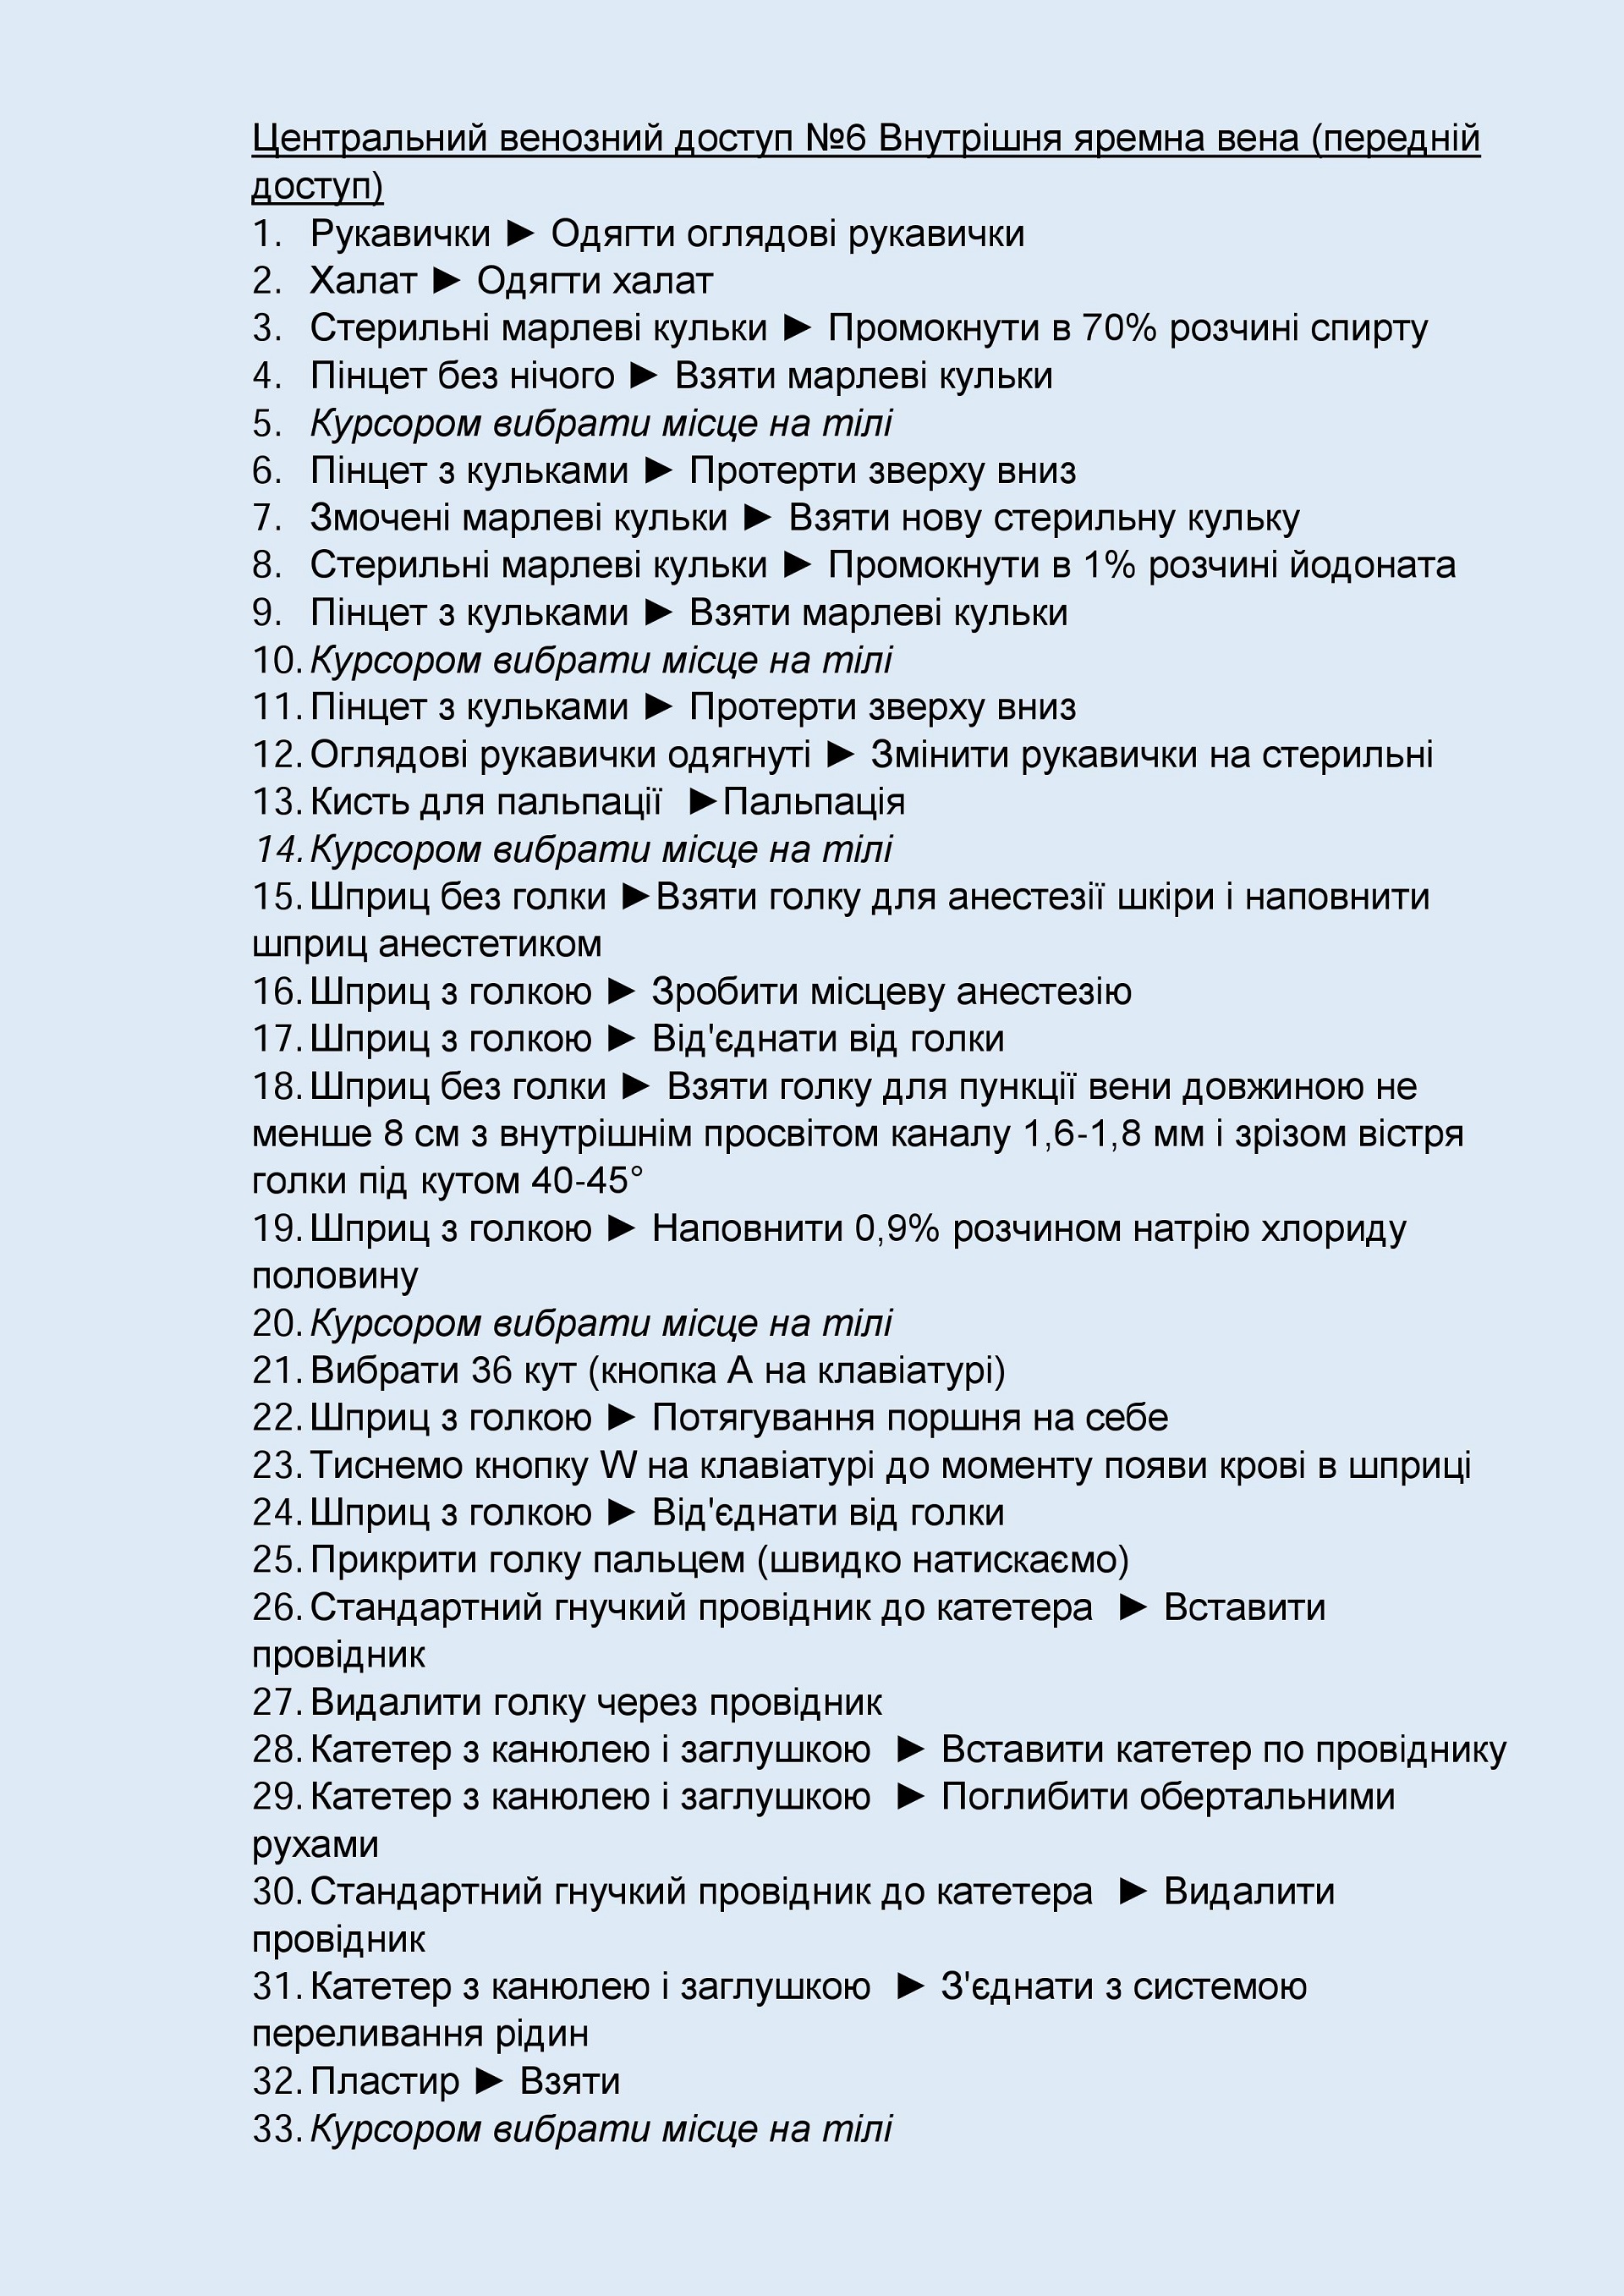 Центральний венозний доступ №6 Внутрішня яремна вена (передній
доступ)
1. Рукавички ► Одягти оглядові рукавички
2. Халат ► Одягти халат
3. Стерильні марлеві кульки ► Промокнути в 70% розчині спирту
4. Пінцет без нічого ► Взяти марлеві кульки
5. Курсором вибрати місце на тілі
6. Пінцет з кульками ► Протерти зверху вниз
7. Змочені марлеві кульки ► Взяти нову стерильну кульку
8. Стерильні марлеві кульки ► Промокнути в 1% розчині йодоната
9. Пінцет з кульками ► Взяти марлеві кульки
10. Курсором вибрати місце на тілі
11. Пінцет з кульками ► Протерти зверху вниз
12. Оглядові рукавички одягнуті ► Змінити рукавички на стерильні
13. Кисть для пальпації ►Пальпація
14. Курсором вибрати місце на тілі
15. Шприц без голки ►Взяти голку для анестезії шкіри і наповнити
шприц анестетиком
16. Шприц з голкою ► Зробити місцеву анестезію
17. Шприц з голкою ► Від'єднати від голки
18. Шприц без голки ► Взяти голку для пункції вени довжиною не
менше 8 см з внутрішнім просвітом каналу 1,6-1,8 мм і зрізом вістря
голки під кутом 40-45°
19. Шприц з голкою ► Наповнити 0,9% розчином натрію хлориду
половину
20. Курсором вибрати місце на тілі
21. Вибрати 36 кут (кнопка А на клавіатурі)
22. Шприц з голкою ► Потягування поршня на себе
23. Тиснемо кнопку W на клавіатурі до моменту появи крові в шприці
24. Шприц з голкою ► Від'єднати від голки
25. Прикрити голку пальцем (швидко натискаємо)
26. Стандартний гнучкий провідник до катетера ► Вставити
провідник
27. Видалити голку через провідник
28. Катетер з канюлею і заглушкою ► Вставити катетер по провіднику
29. Катетер з канюлею і заглушкою ► Поглибити обертальними
рухами
30. Стандартний гнучкий провідник до катетера ► Видалити
провідник
31. Катетер з канюлею і заглушкою ► З'єднати з системою
переливання рідин
32. Пластир ► Взяти
33. Курсором вибрати місце на тілі